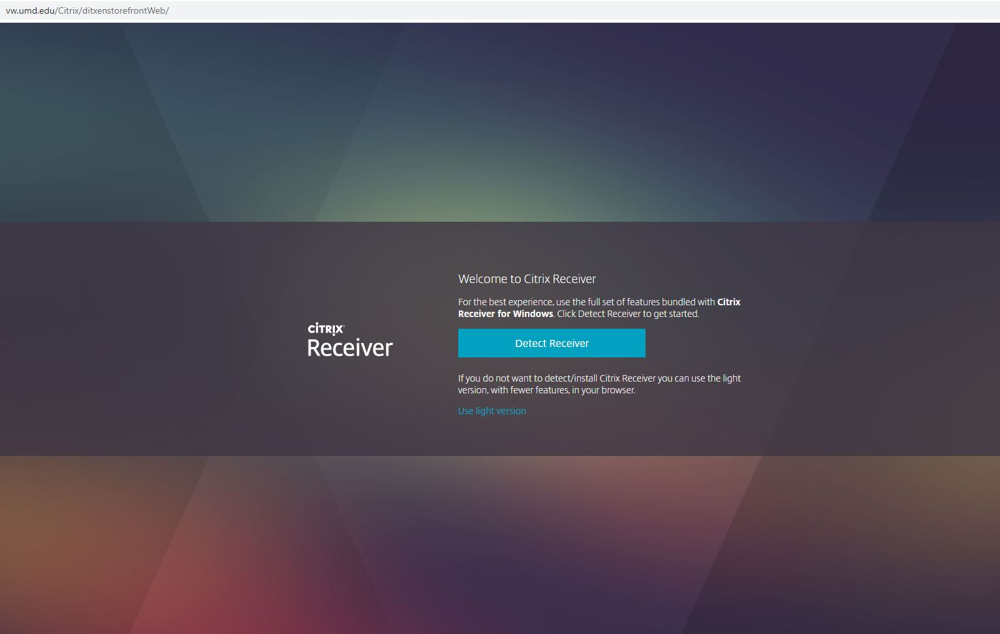 vw.umd.edu/Citrix/ditxenstorefrontWeb/
Welcome to Citrix Receiver
For the best experience, use the full set of features bundled with Citrix
Receiver for Windows. Click Detect Receiver to get started.
CITRIX
Receiver
Detect Receiver
If you do not want to detect/install Citrix Receiver you can use the light
version, with fewer features, in your browser.
Use light version